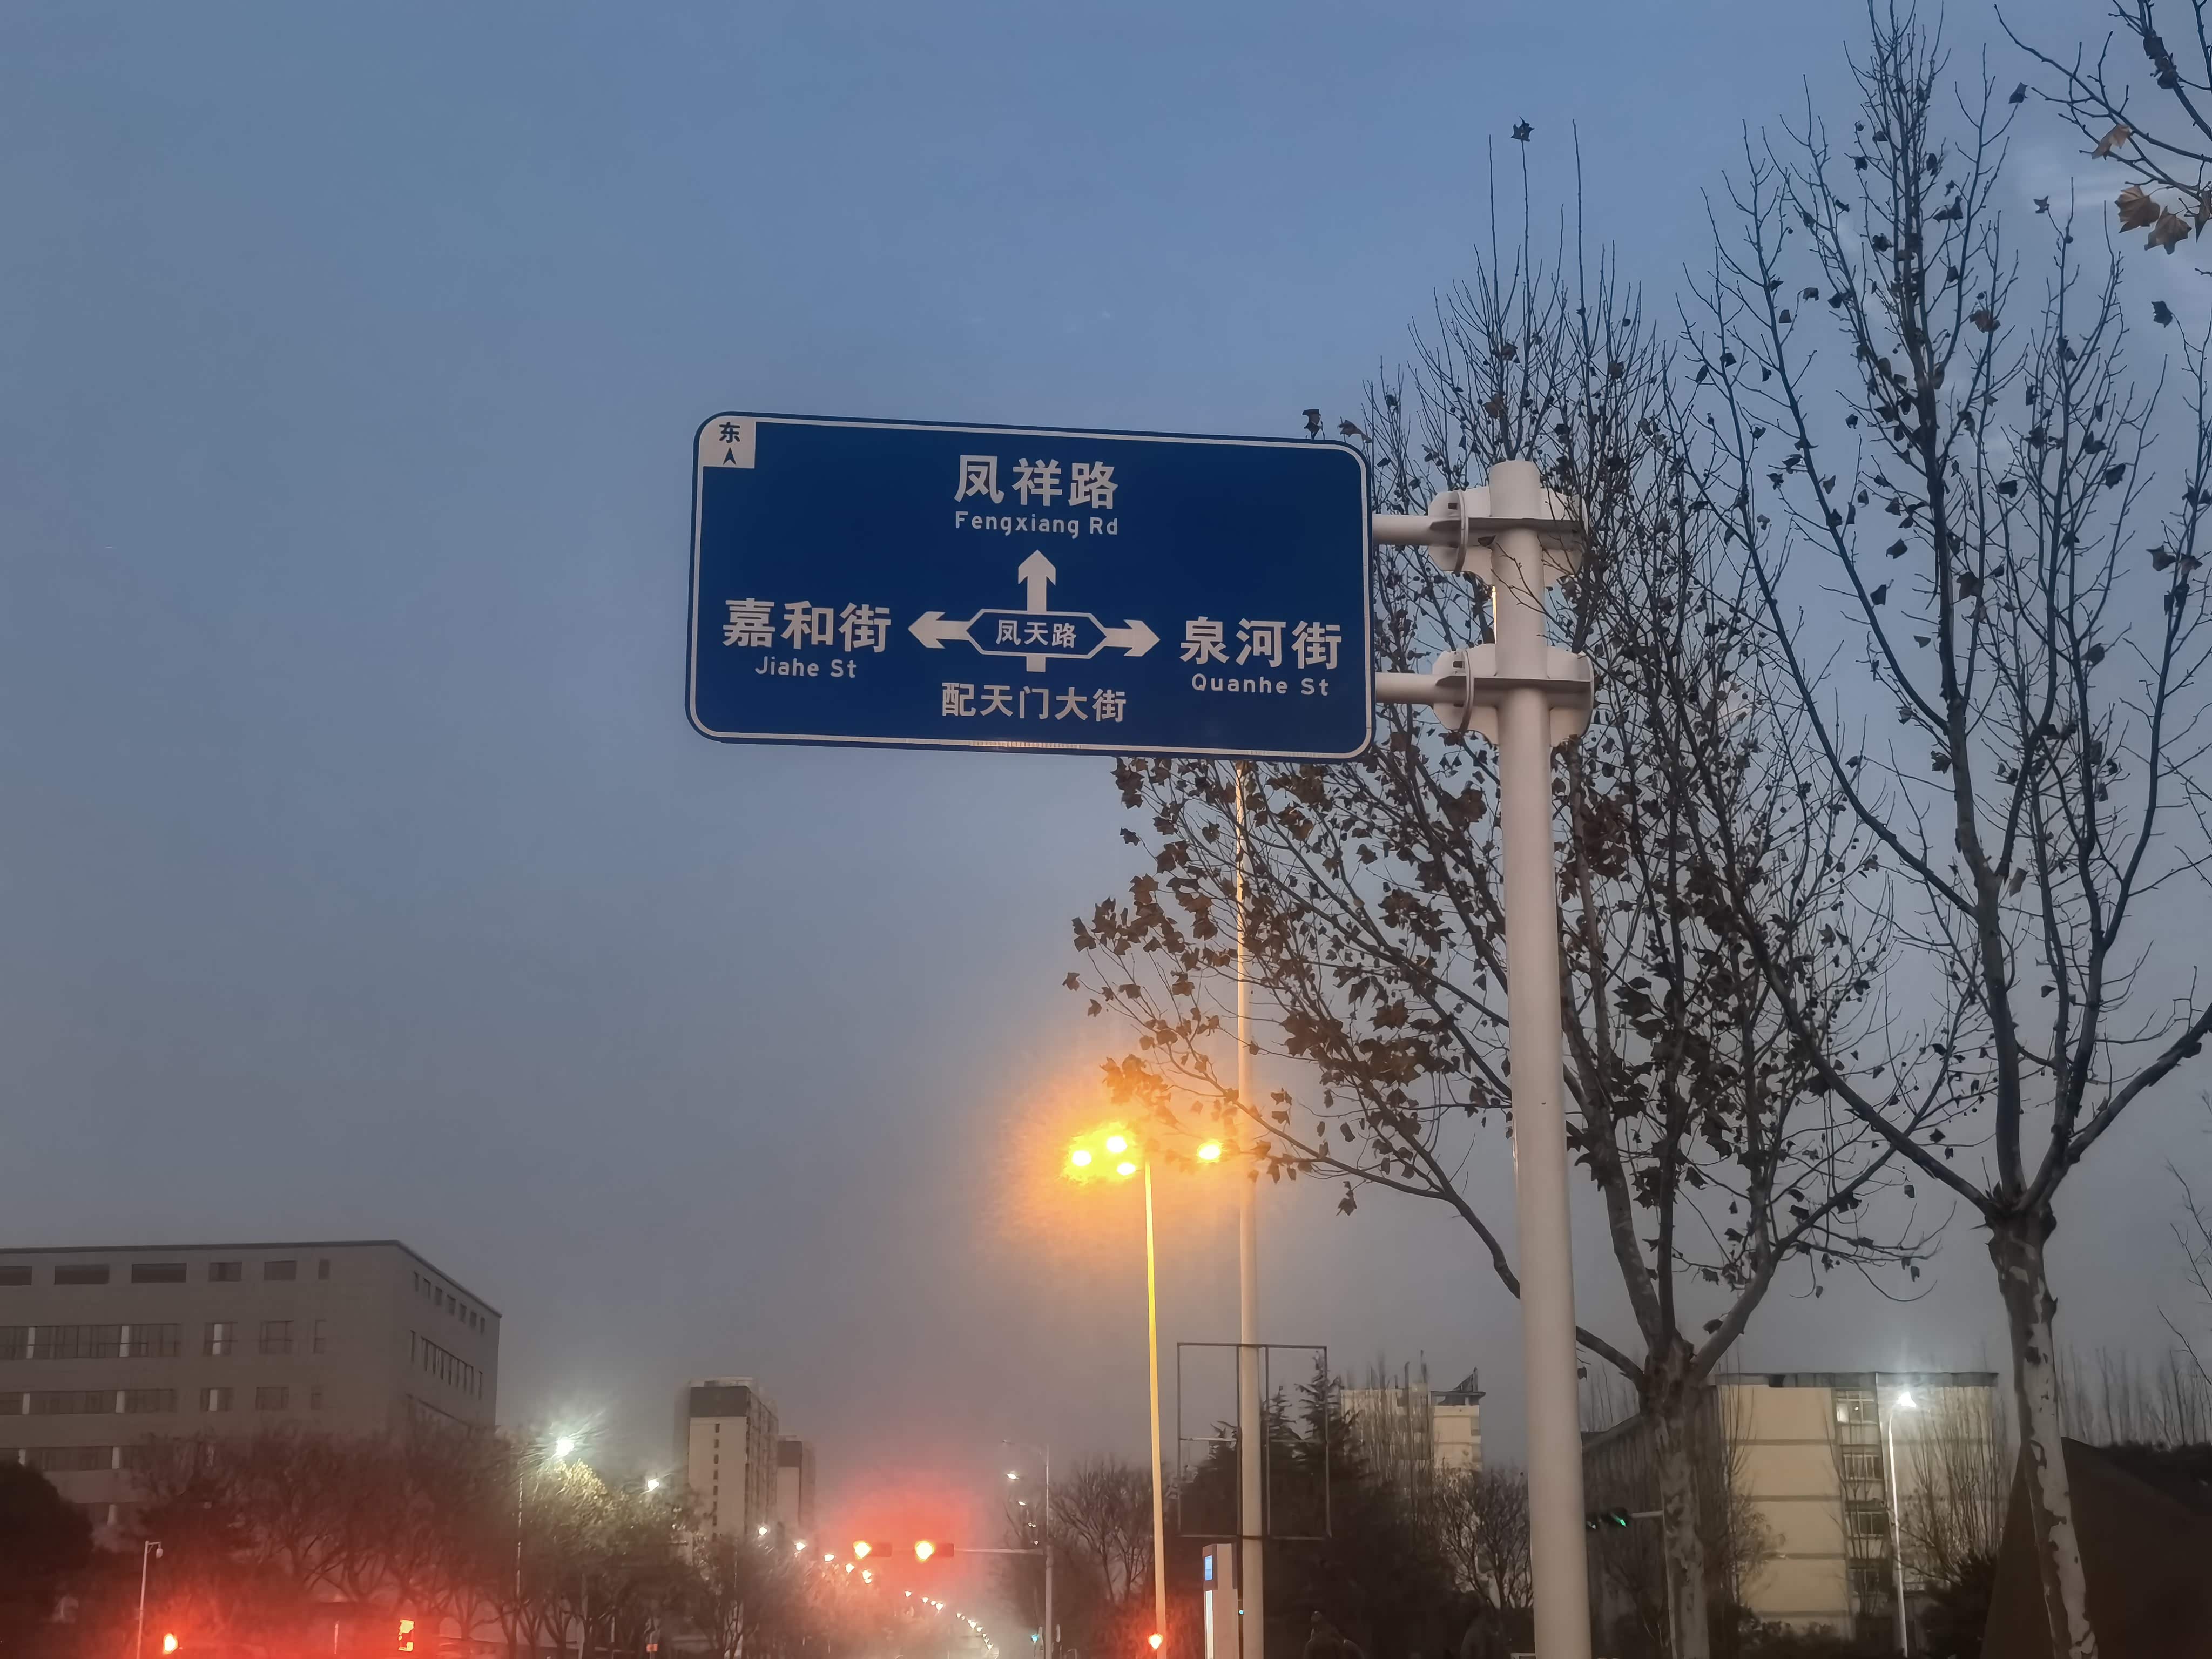 东
凤祥路
Fengxiang Rd
嘉和街
Jiahe St
凤天路
泉河街
Quanhe St
配天门大街